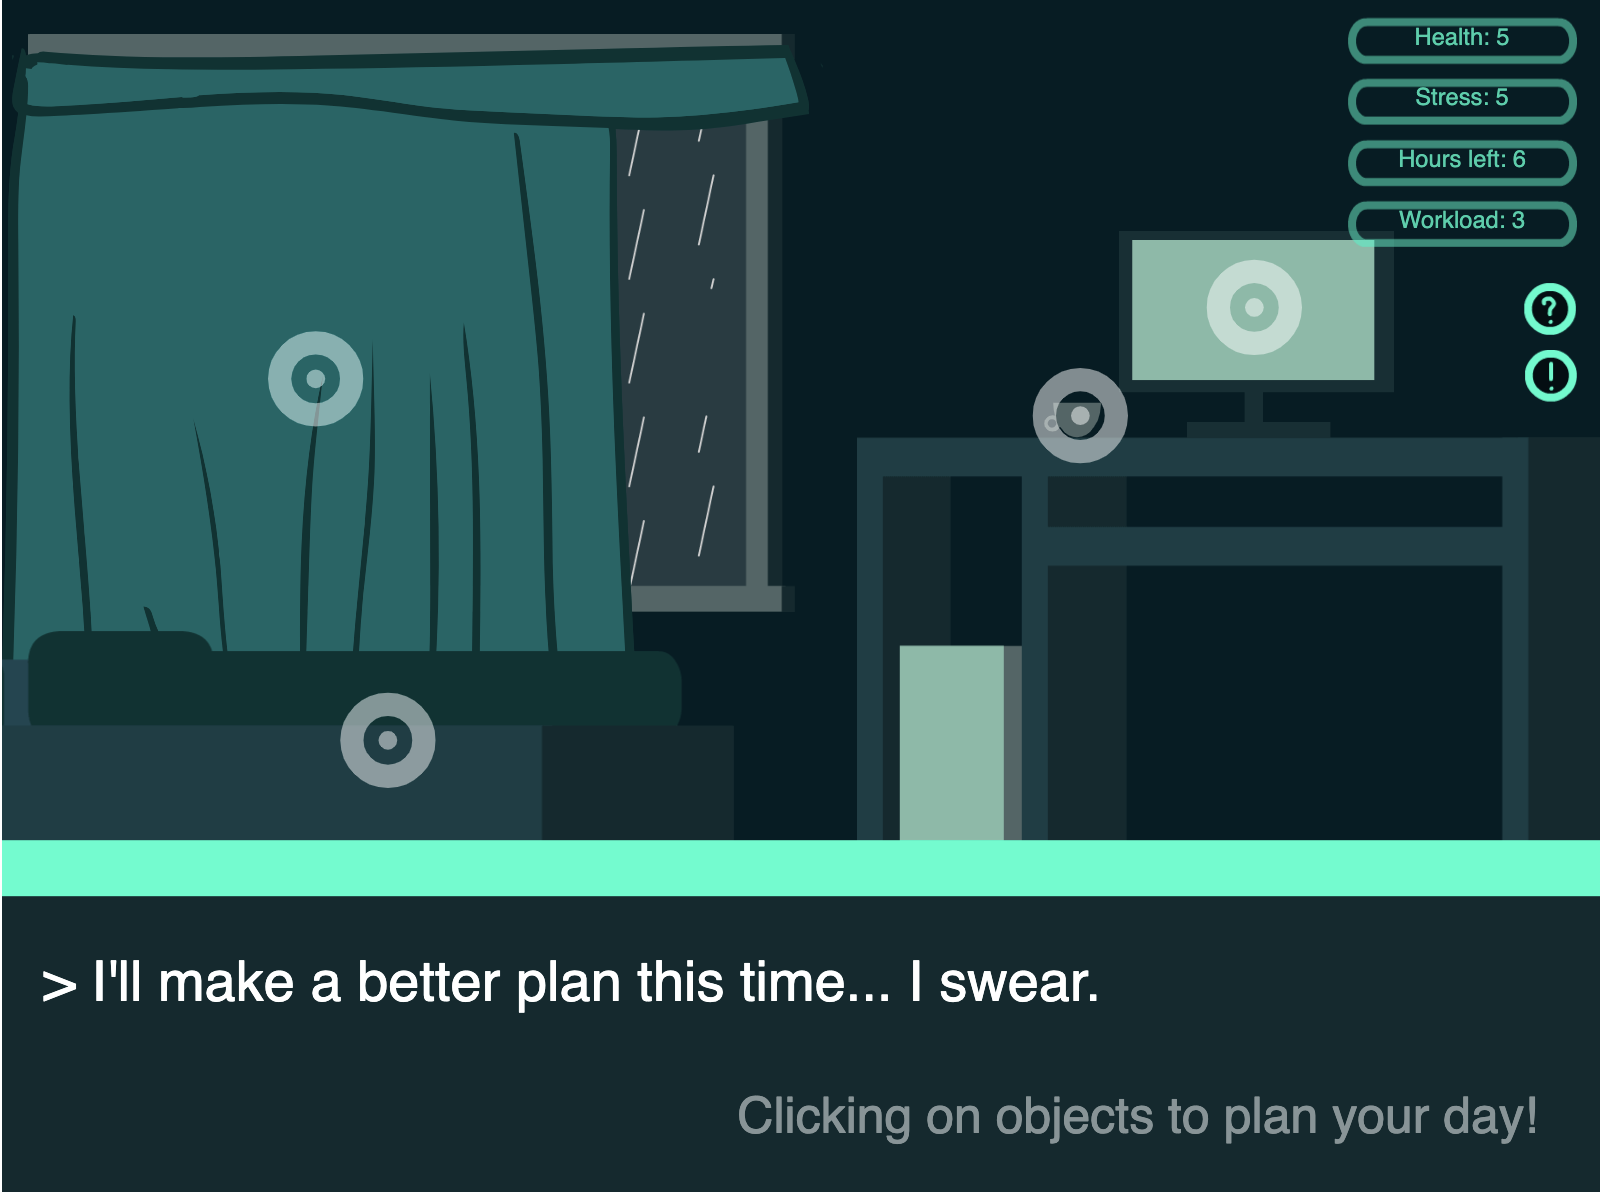 Health: 5
Stress: 5
Hours left: 6
Workload: 3
?
!
> I'll make a better plan this time... I swear.
Clicking on objects to plan your day!